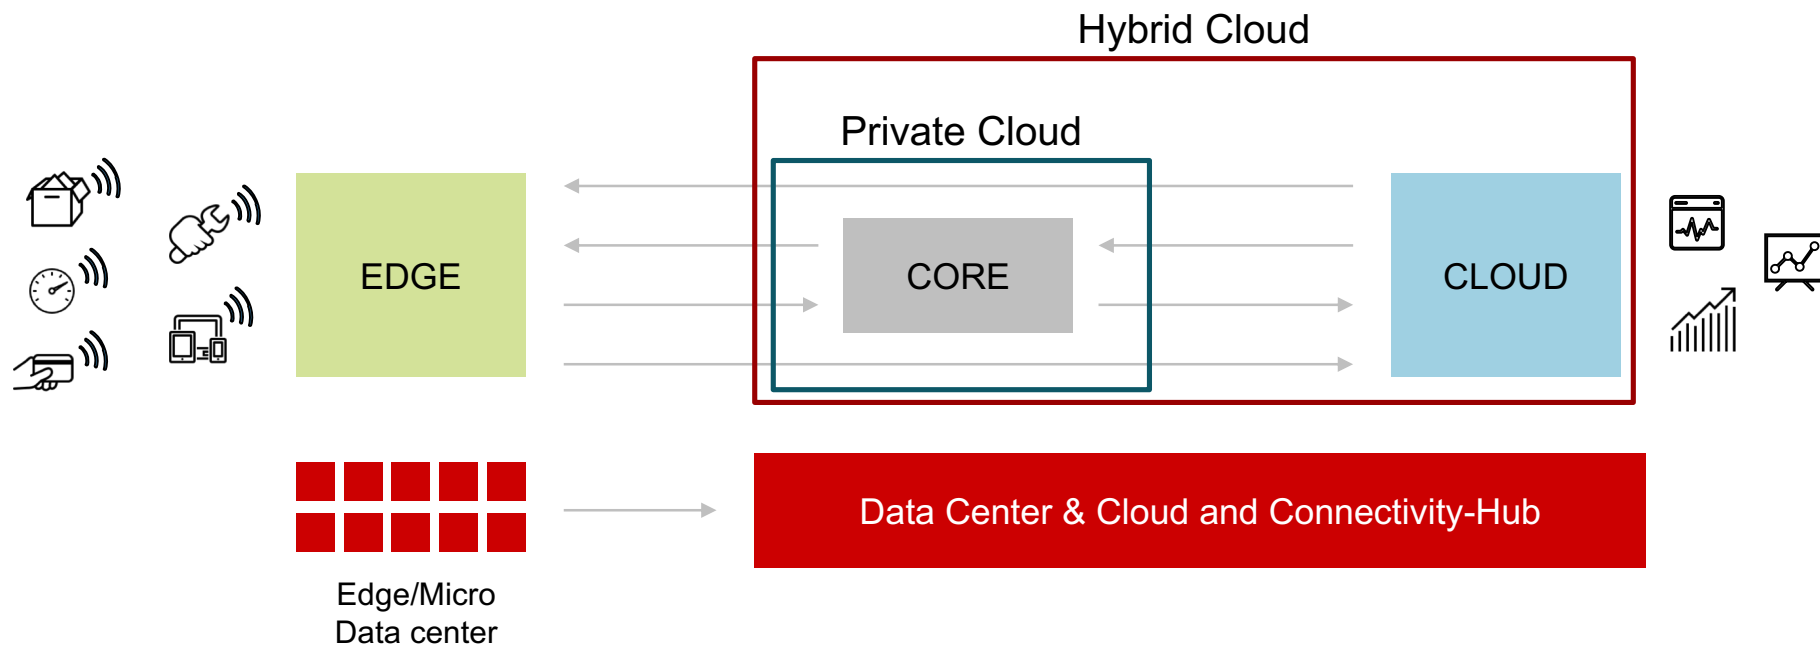 Hybrid Cloud
Private Cloud
EDGE
CORE
CLOUD
Data Center & Cloud and Connectivity-Hub
Edge/Micro
Data center